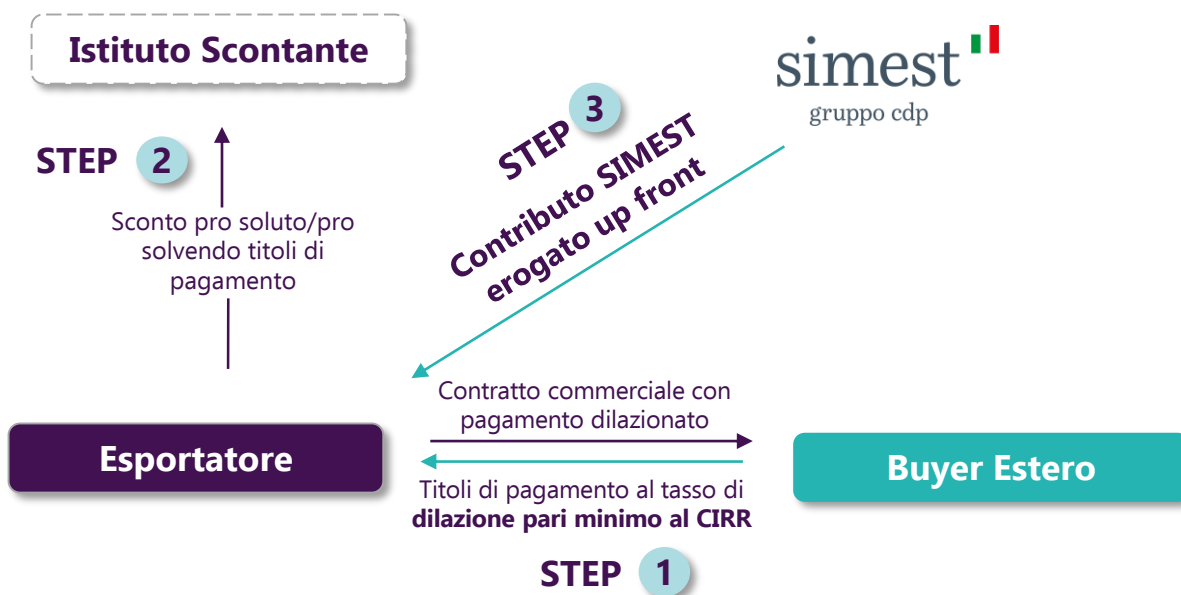 Istituto Scontante
simest
gruppo cdp
STEP 3
Contributo SIMEST
erogato up front
STEP 2
Sconto pro soluto/pro
solvendo titoli di
pagamento
Contratto commerciale con
pagamento dilazionato
Esportatore
Buyer Estero
Titoli di pagamento al tasso di
dilazione pari minimo al CIRR
STEP 1